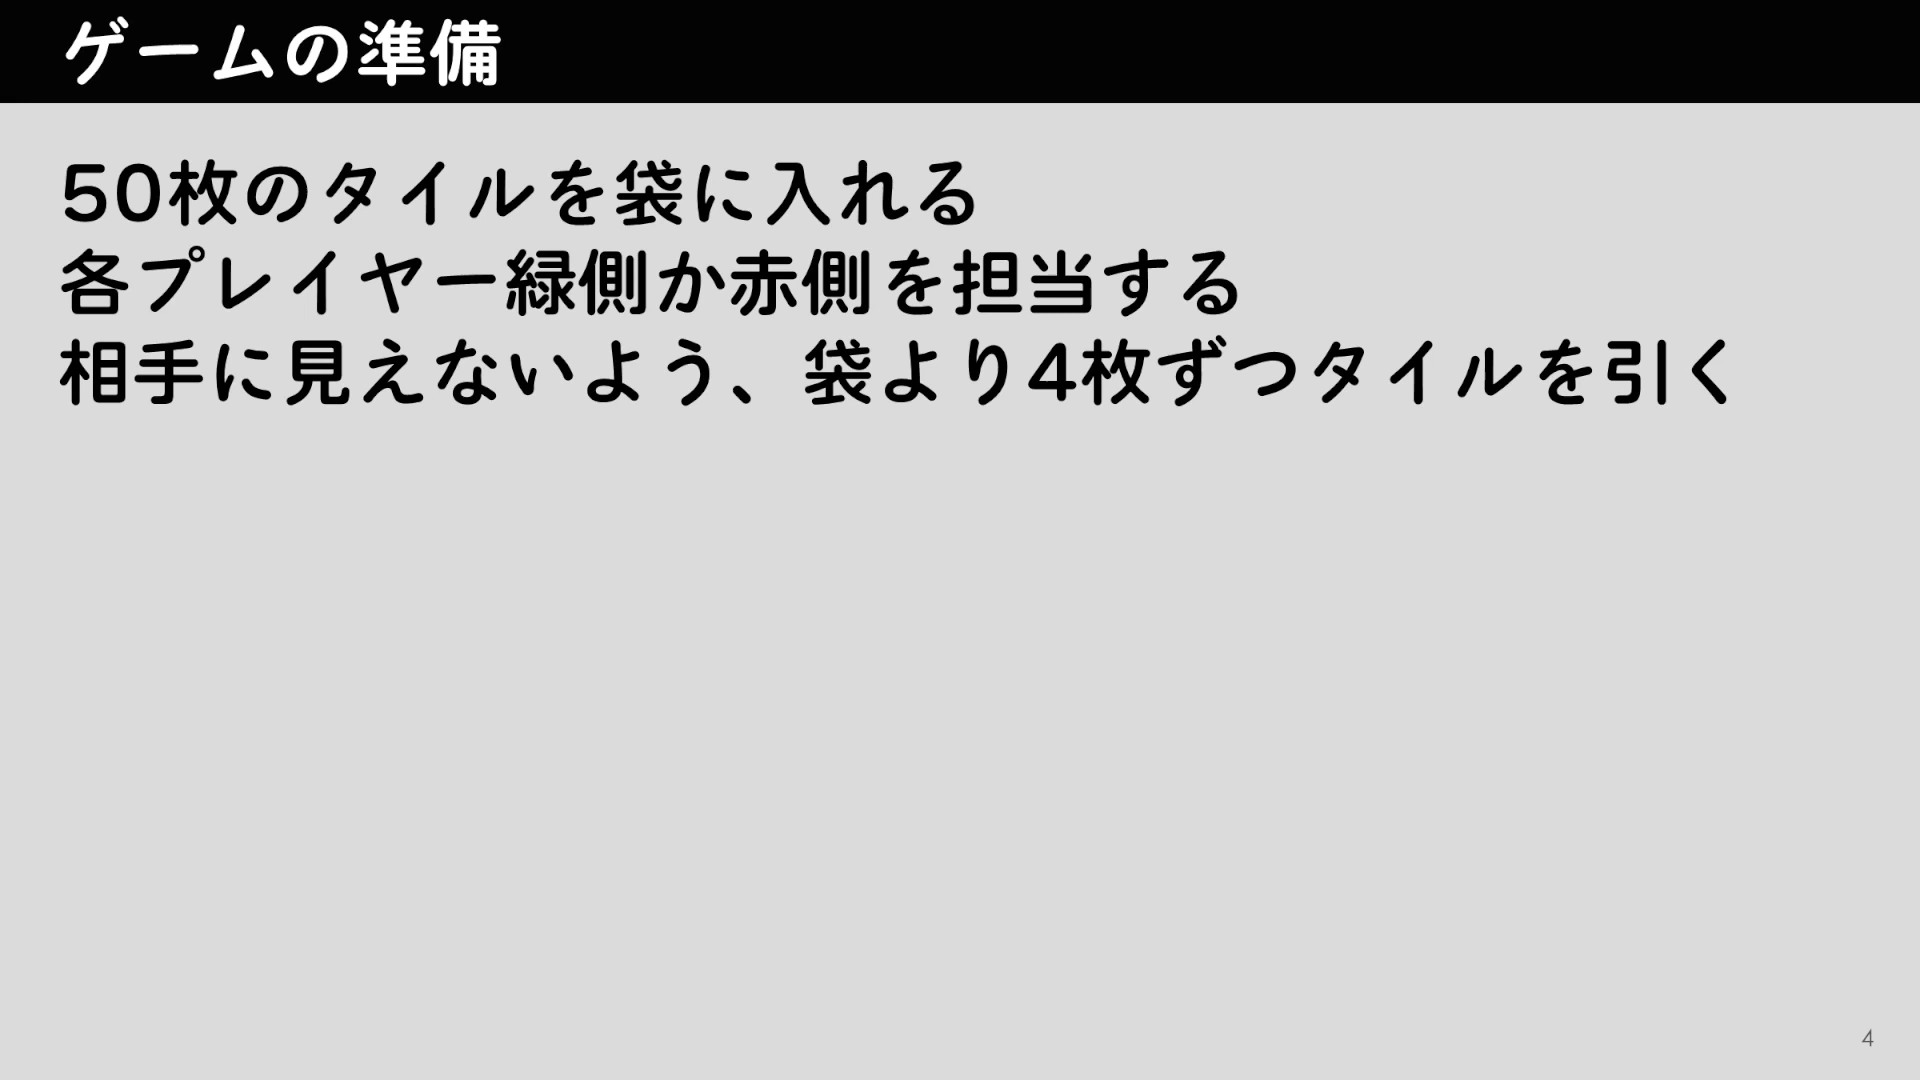 ゲームの準備
50枚のタイルを袋に入れる
各プレイヤー緑側か赤側を担当する
相手に見えないよう、袋より4枚ずつタイルを引く
4